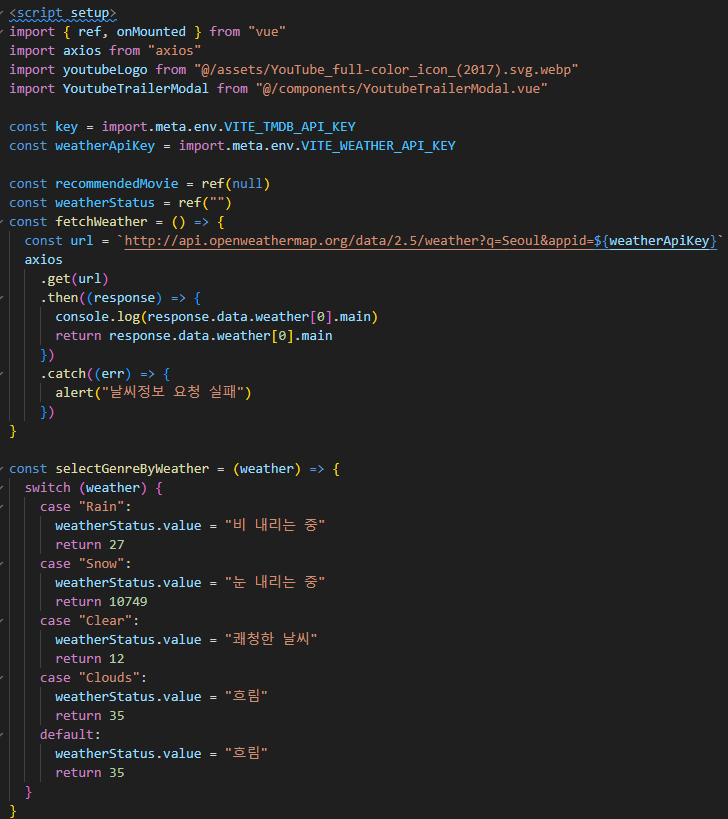 <script setup>
import { ref, onMounted } from "vue"
import axios from "axios"
import youtubeLogo from "@/assets/YouTube_full-color_icon_(2017).svg.webp"
import YoutubeTrailerModal from "@/components/YoutubeTrailerModal.vue"

const key = import.meta.env.VITE_TMDB_API_KEY
const weatherApiKey = import.meta.env.VITE_WEATHER_API_KEY

const recommendedMovie = ref(null)
const weatherStatus = ref("")
const fetchWeather = () => {
  const url = `http://api.openweathermap.org/data/2.5/weather?q=Seoul&appid=${weatherApiKey}`
  axios
    .get(url)
    .then((response) => {
      console.log(response.data.weather[0].main)
      return response.data.weather[0].main
    })
    .catch((err) => {
      alert("날씨정보 요청 실패")
    })
}

const selectGenreByWeather = (weather) => {
  switch (weather) {
    case "Rain":
      weatherStatus.value = "비 내리는 중"
      return 27
    case "Snow":
      weatherStatus.value = "눈 내리는 중"
      return 10749
    case "Clear":
      weatherStatus.value = "쾌청한 날씨"
      return 12
    case "Clouds":
      weatherStatus.value = "흐림"
      return 35
    default:
      weatherStatus.value = "흐림"
      return 35
  }
}